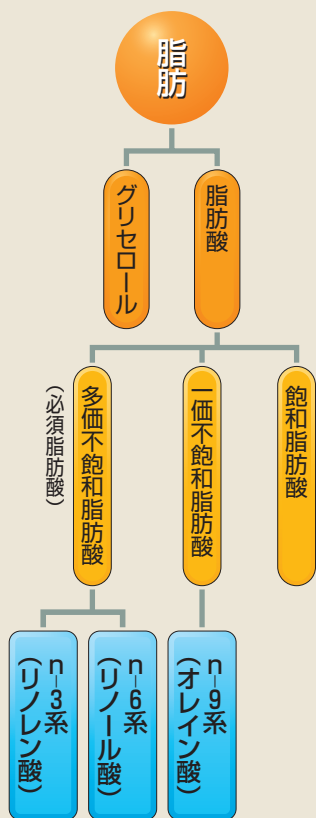 脂肪
脂肪酸
グリセロール
飽和脂肪酸
一価不飽和脂肪酸
多価不飽和脂肪酸
（必須脂肪酸）
n-9系
（オレイン酸）
n-6系
（リノール酸）
n-3系
（リノレン酸）